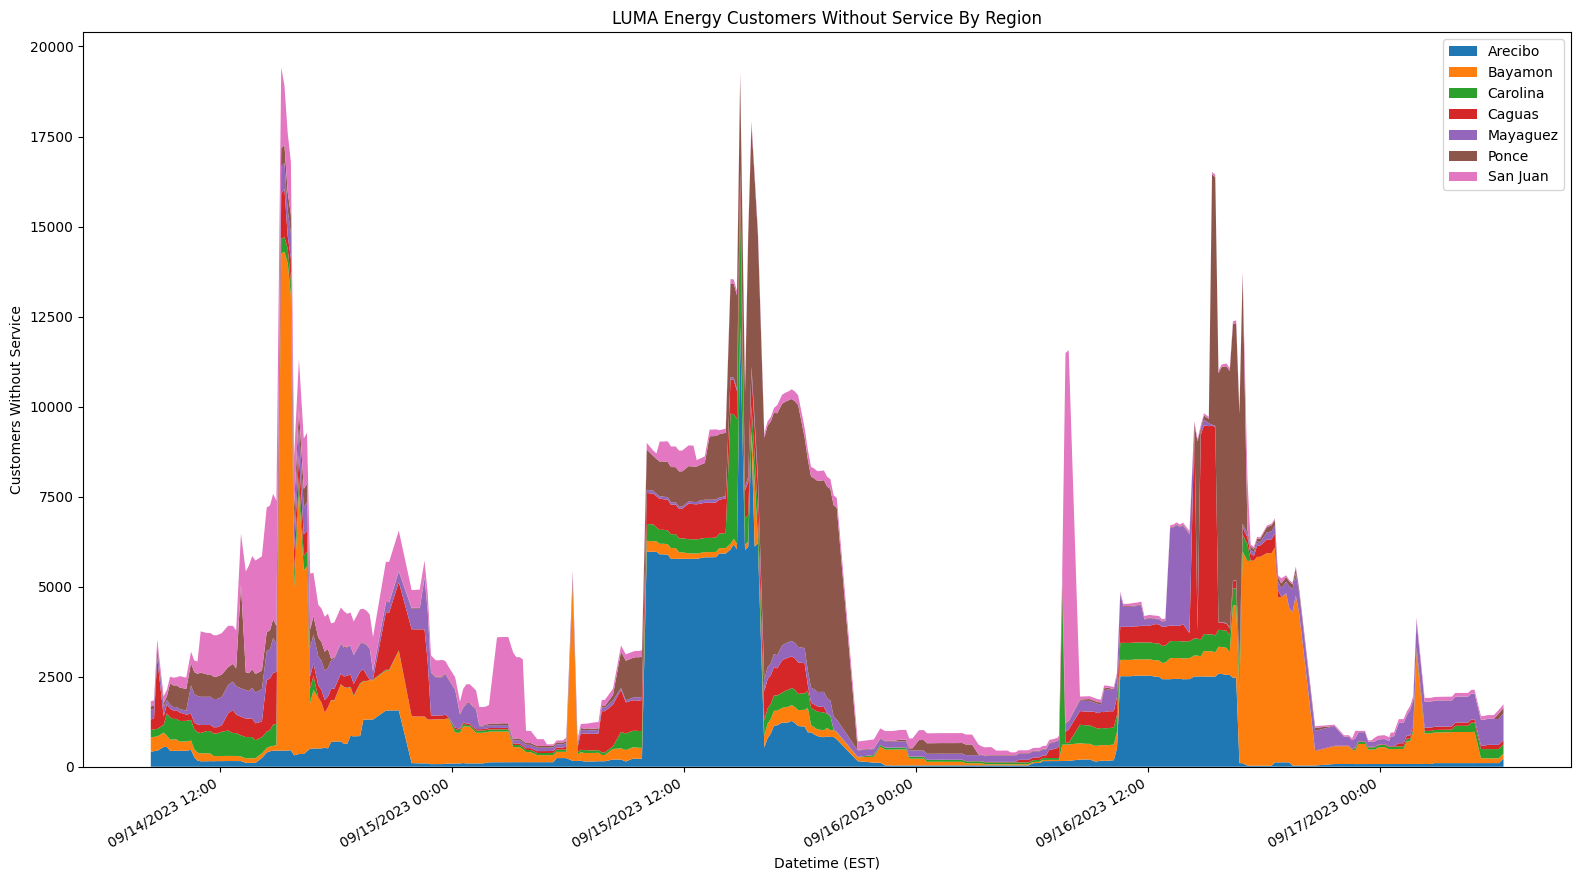 LUMA Energy Customers Without Service By Region
20000
17500
15000
12500
10000
7500
5000
2500
0
Customers Without Service
Arecibo
Bayamon
Carolina
Caguas
Mayaguez
Ponce
San Juan
09/14/2023 12:00
09/15/2023 00:00
09/15/2023 12:00
09/16/2023 00:00
09/16/2023 12:00
09/17/2023 00:00
Datetime (EST)